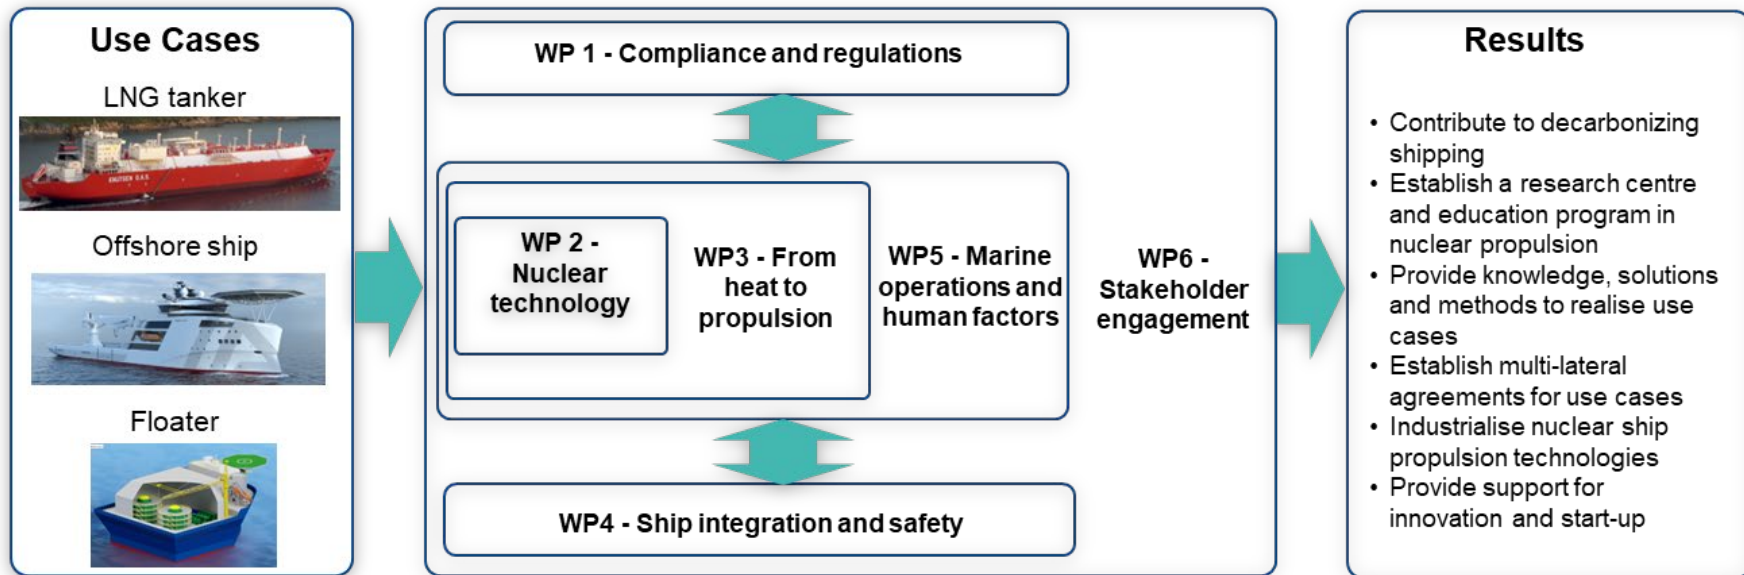 Use Cases
LNG tanker
KNUTSEN O.A.S.
Offshore ship
Floater
WP 1 - Compliance and regulations
WP 2 -
Nuclear
technology
WP3 - From
heat to
propulsion
WP5 - Marine
operations and
human factors
WP6 -
Stakeholder
engagement
WP4 - Ship integration and safety
Results
• Contribute to decarbonizing
shipping
• Establish a research centre
and education program in
nuclear propulsion
• Provide knowledge, solutions
and methods to realise use
cases
• Establish multi-lateral
agreements for use cases
• Industrialise nuclear ship
propulsion technologies
• Provide support for
innovation and start-up